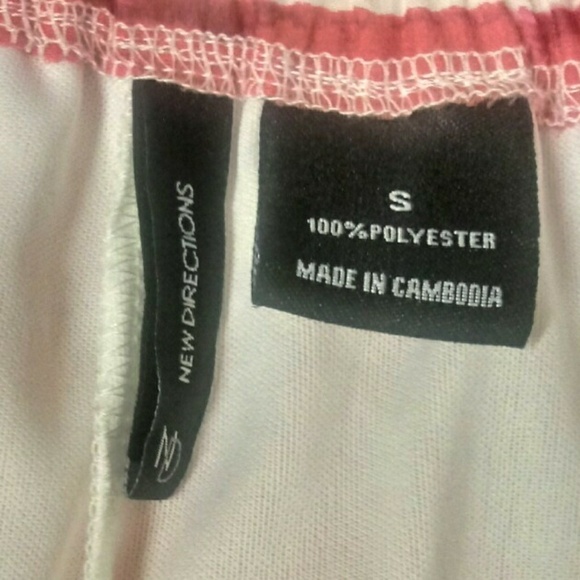 NEW DIRECTIONS
S
100%POLYESTER
MADE IN CAMBODIA